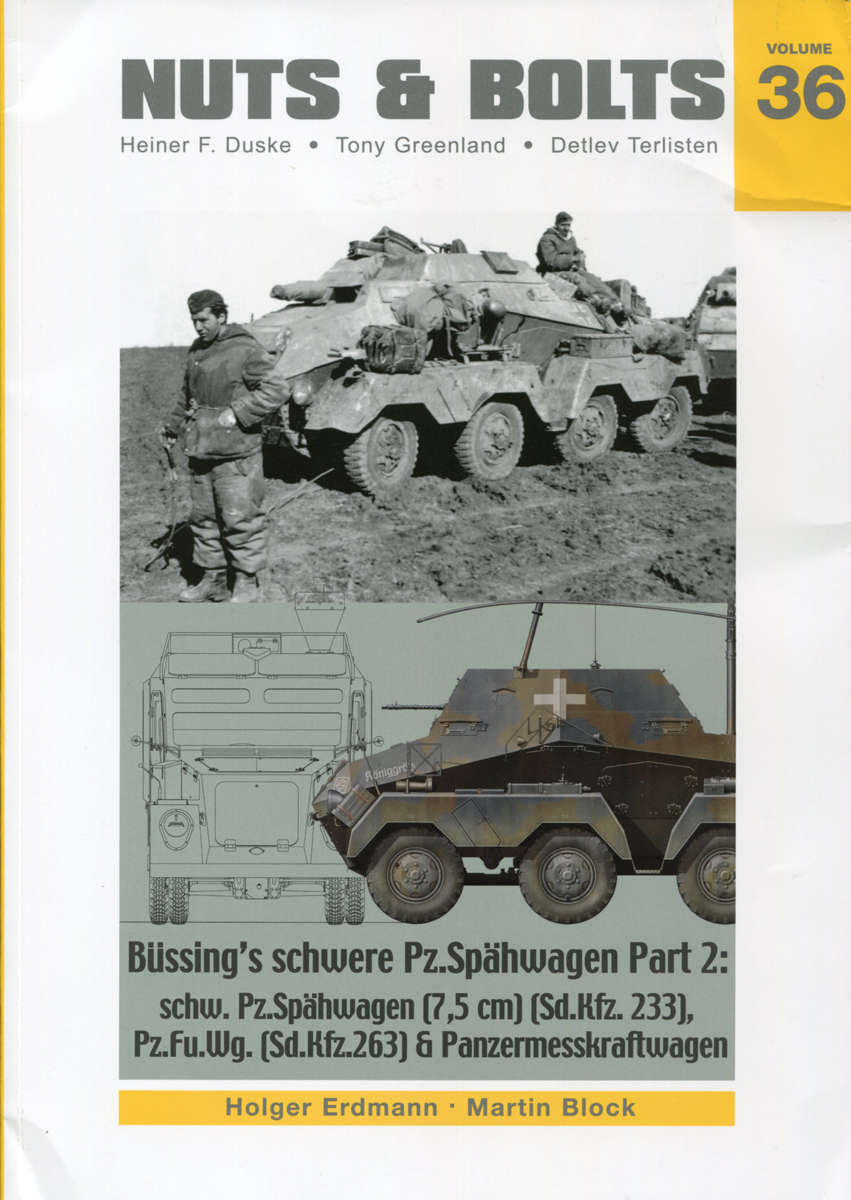 VOLUME
36
NUTS & BOLTS
Heiner F. Duske • Tony Greenland • Detlev Terlisten
Büssing's schwere Pz.Spähwagen Part 2:
schw. Pz.Spähwagen (7,5 cm) (Sd.Kfz. 233),
Pz.Fu.Wg. (Sd.Kfz.263) & Panzermesskraftwagen
Holger Erdmann · Martin Block